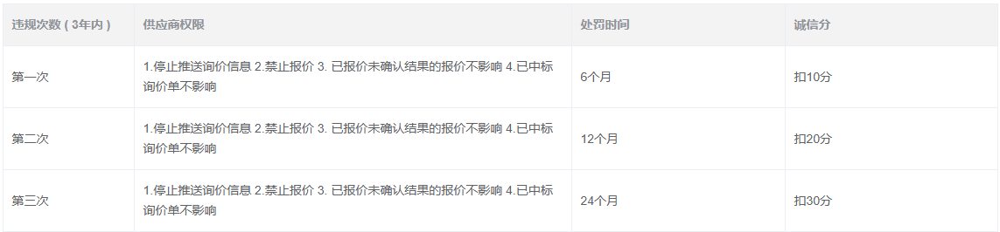 违规次数 ( 3年内 ) 供应商权限 处罚时间 诚信分
1.停止推送询价信息 2.禁止报价 3. 已报价未确认结果的报价不影响 4.已中标
第一次 6个月 扣10分
询价单不影响
1.停止推送询价信息 2.禁止报价 3. 已报价未确认结果的报价不影响 4.已中标
第二次 12个月 扣20分
询价单不影响
1.停止推送询价信息 2.禁止报价 3. 已报价未确认结果的报价不影响 4.已中标
第三次 24个月 扣30分
询价单不影响